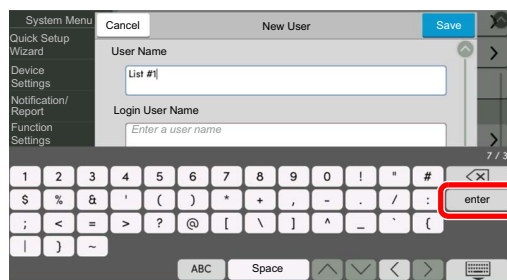 System Menu
Cancel
New User
Save
Quick Setup
Wizard
User Name
List #1
Device
Settings
Notification/
Report
Login User Name
Function
Settings
Enter a user name
7 / 3
1 2 3 4 5 6 7 8 9 0 ! " #
$ % & ' ( ) * + , - . / : enter
; < = > ? @ [ \ ] ^ _ ` {
| } ~
ABC Space